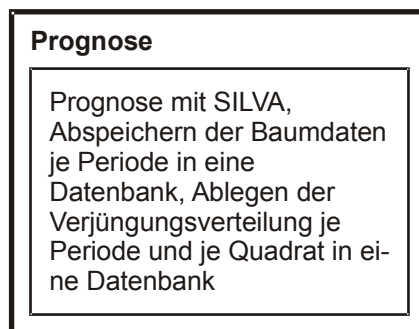 Prognose
Prognose mit SILVA,
Abspeichern der Baumdaten
je Periode in eine
Datenbank, Ablegen der
Verjüngungsverteilung je
Periode und je Quadrat in ei-
ne Datenbank